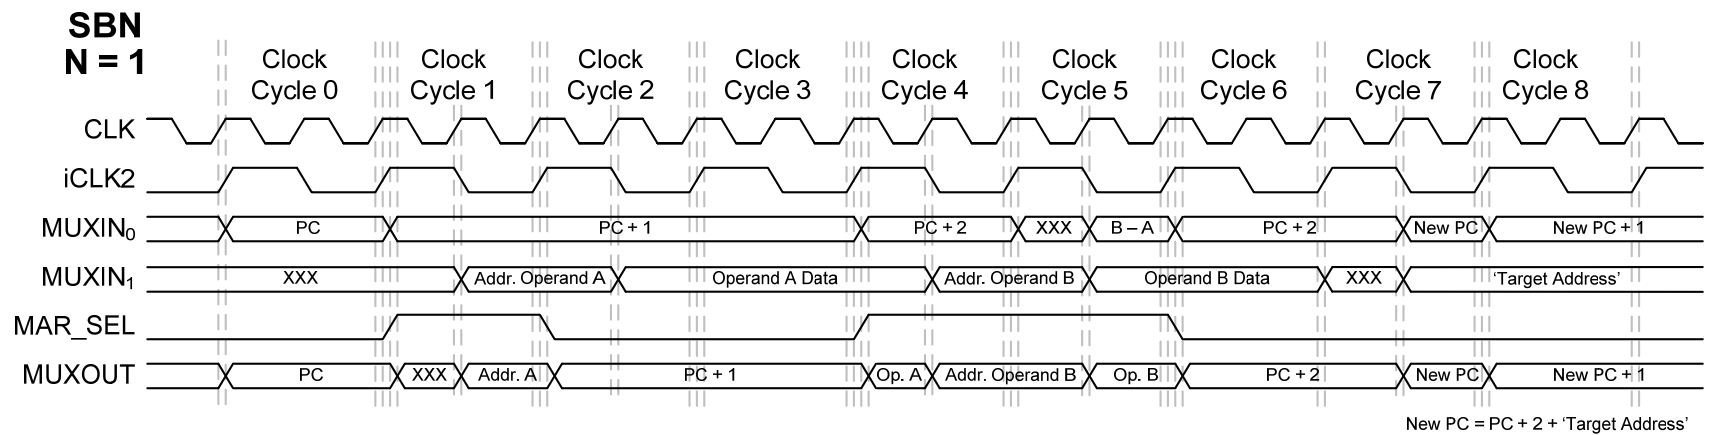 SBN
N = 1
Clock Cycle 0
Clock Cycle 1
Clock Cycle 2
Clock Cycle 3
Clock Cycle 4
Clock Cycle 5
Clock Cycle 6
Clock Cycle 7
Clock Cycle 8
CLK
iCLK2
MUXIN₀ PC PC + 1 PC + 2 XXX B – A PC + 2 New PC New PC + 1
MUXIN₁ XXX Addr. Operand A Operand A Data Addr. Operand B Operand B Data XXX ‘Target Address’
MAR_SEL
MUXOUT PC XXX Addr. A PC + 1 Op. A Addr. Operand B Op. B PC + 2 New PC New PC + 1
New PC = PC + 2 + ‘Target Address’